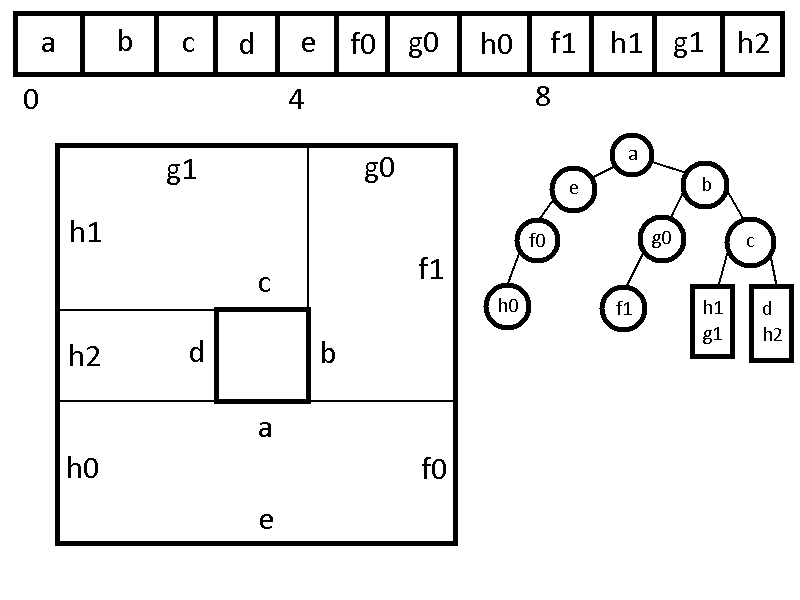 a b c d e f0 g0 h0 f1 h1 g1 h2
0 4 8
g1 g0
h1
f1
c
h2 d b
a
h0 f0
e
a
e b
f0 g0 c
h0 f1 h1 d
g1 h2